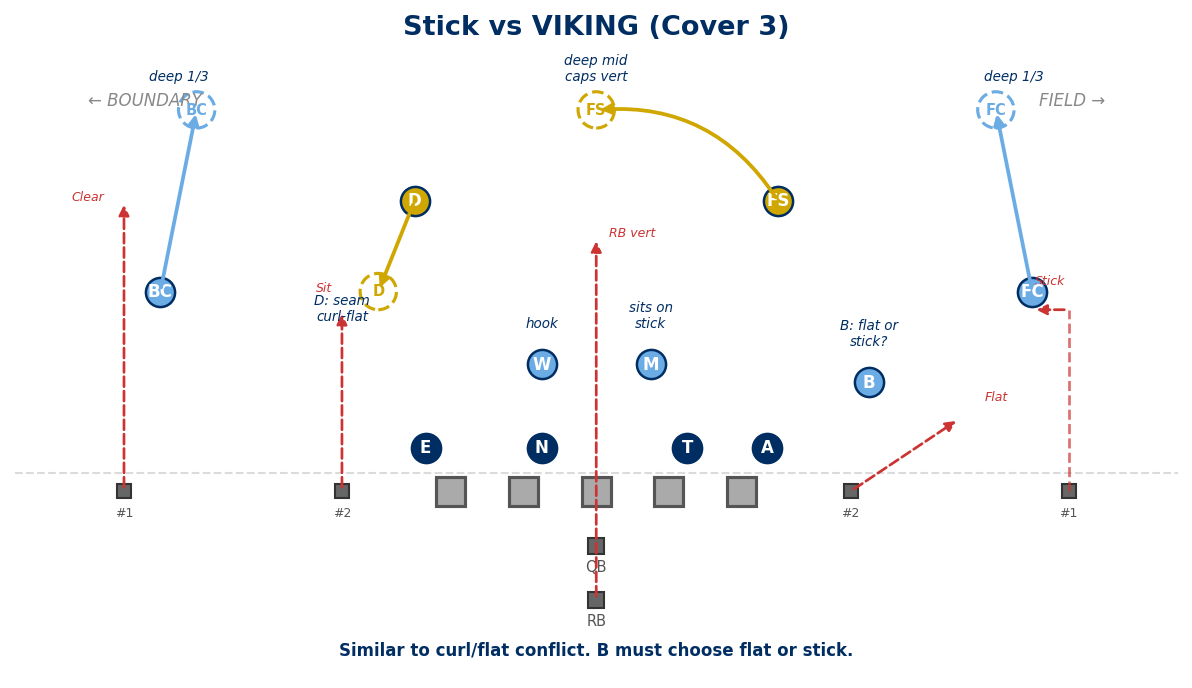 Stick vs VIKING (Cover 3)
deep mid
caps vert
deep 1/3
deep 1/3
← BOUNDARY
FIELD →
BC
FS
FC
Clear
D
FS
RB vert
BC
Sit
D
Stick
FC
D: seam
curl-flat
hook
sits on
stick
B: flat or
stick?
W
M
B
Flat
E
N
T
A
#1
#2
#2
#1
QB
RB
Similar to curl/flat conflict. B must choose flat or stick.